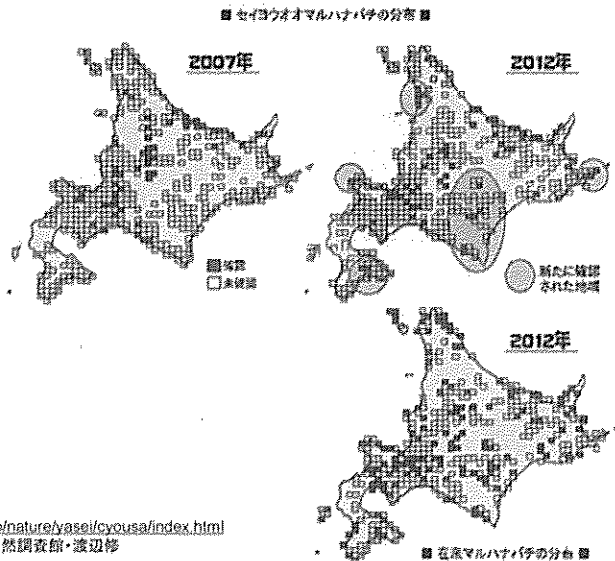 ■ セイヨウオオマルハナバチの分布 ■
2007年
2012年
■ 確認
□ 未確認
新たに確認
された地域
2012年
/nature/yasei/cyousa/index.html
然調査館・渡辺修
■ 在来マルハナバチの分布 ■